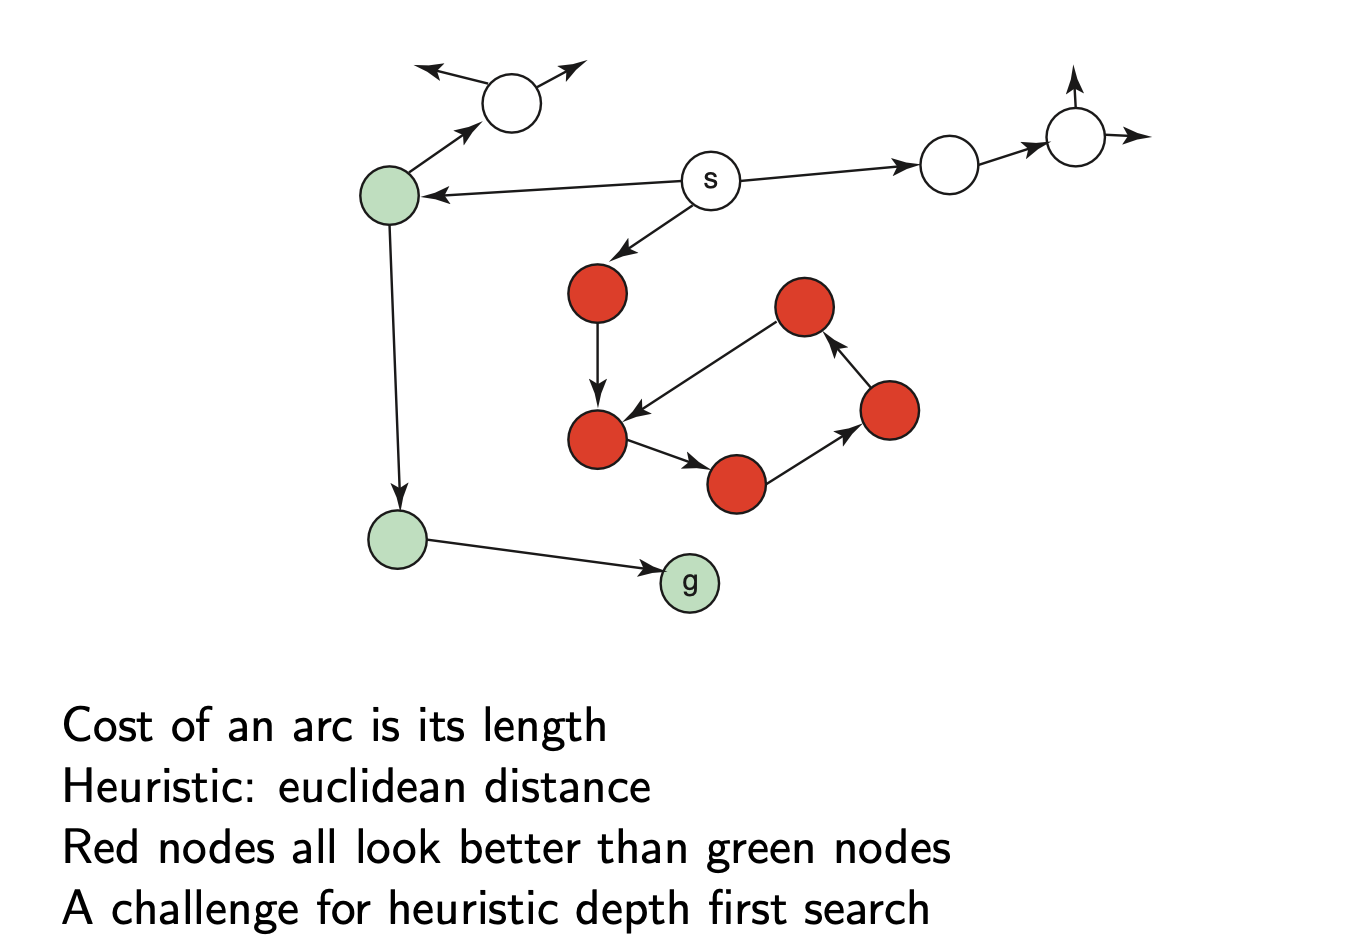 s
g
Cost of an arc is its length
Heuristic: euclidean distance
Red nodes all look better than green nodes
A challenge for heuristic depth first search